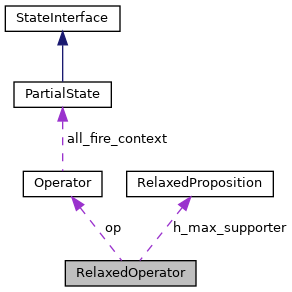 StateInterface
PartialState
all_fire_context
Operator
RelaxedProposition
op
h_max_supporter
RelaxedOperator